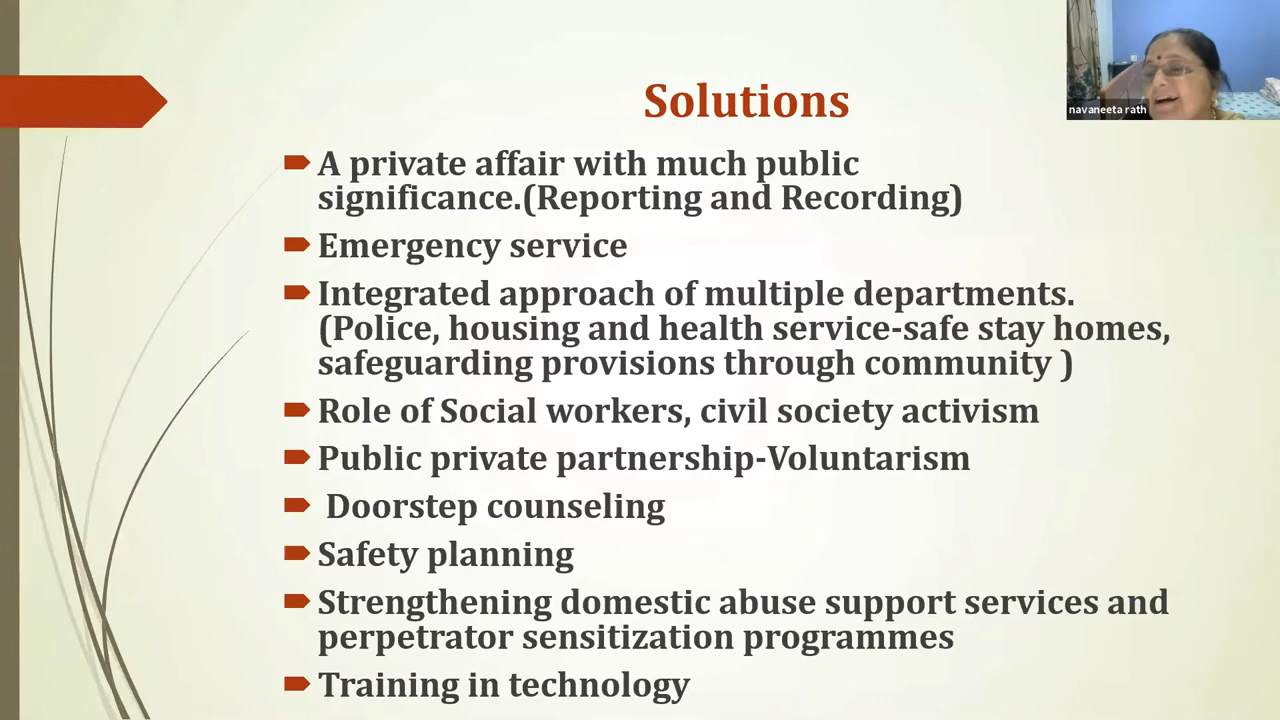 Solutions
navaneeta rath
A private affair with much public
significance.(Reporting and Recording)
Emergency service
Integrated approach of multiple departments.
(Police, housing and health service-safe stay homes,
safeguarding provisions through community )
Role of Social workers, civil society activism
Public private partnership-Voluntarism
Doorstep counseling
Safety planning
Strengthening domestic abuse support services and
perpetrator sensitization programmes
Training in technology